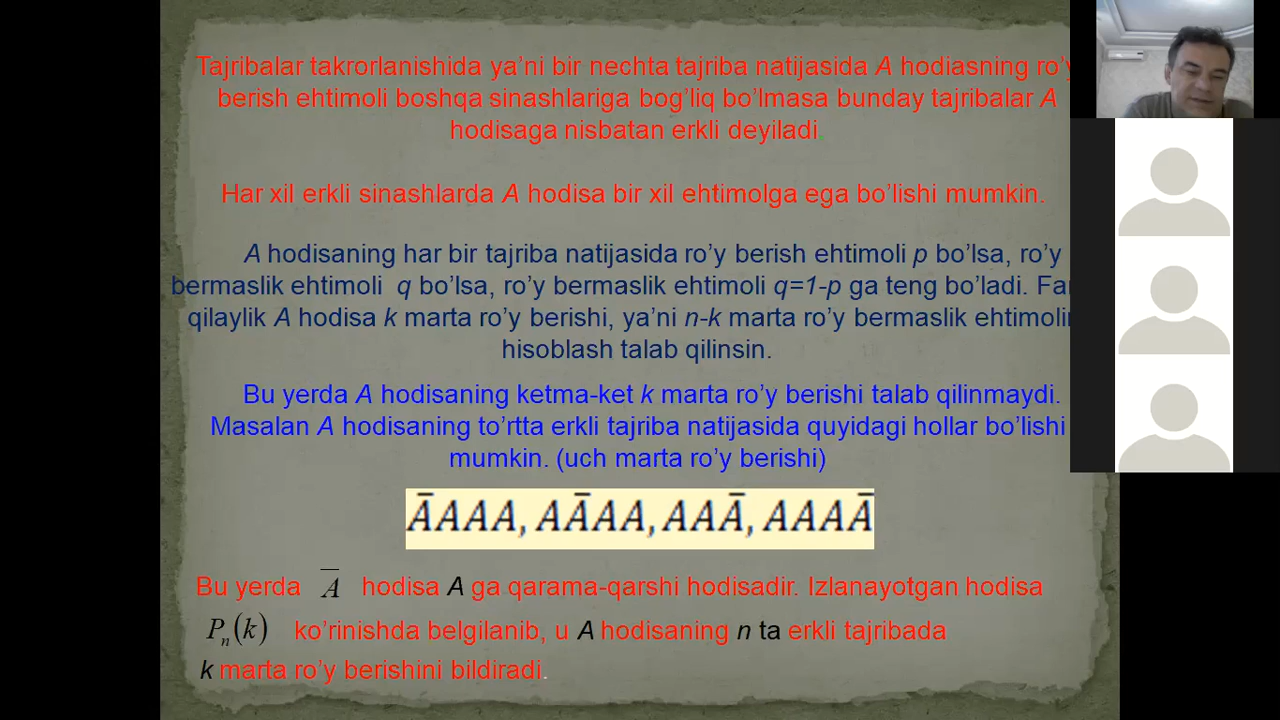 Tajribalar takrorlanishida ya'ni bir nechta tajriba natijasida A hodiasning ro'y
berish ehtimoli boshqa sinashlariga bog'liq bo'lmasa bunday tajribalar A
hodisaga nisbatan erkli deyiladi.
Har xil erkli sinashlarda A hodisa bir xil ehtimolga ega bo'lishi mumkin.
A hodisaning har bir tajriba natijasida ro'y berish ehtimoli p bo'lsa, ro'y
bermaslik ehtimoli q bo'lsa, ro'y bermaslik ehtimoli q=1-p ga teng bo'ladi.
qilaylik A hodisa k marta ro'y berishi, ya'ni n-k marta ro'y bermaslik
hisoblash talab qilinsin.
Bu yerda A hodisaning ketma-ket k marta ro'y berishi talab qilinmaydi.
Masalan A hodisaning to'rtta erkli tajriba natijasida quyidagi hollar bo'lishi
mumkin. (uch marta ro'y berishi)
ĀAAA, AĀAA, AAĀ, AAAĀ
Bu yerda Ā hodisa A ga qarama-qarshi hodisadir. Izlanayotgan hodisa
Pₙ(k) ko'rinishda belgilanib, u A hodisaning n ta erkli tajribada
k marta ro'y berishini bildiradi.